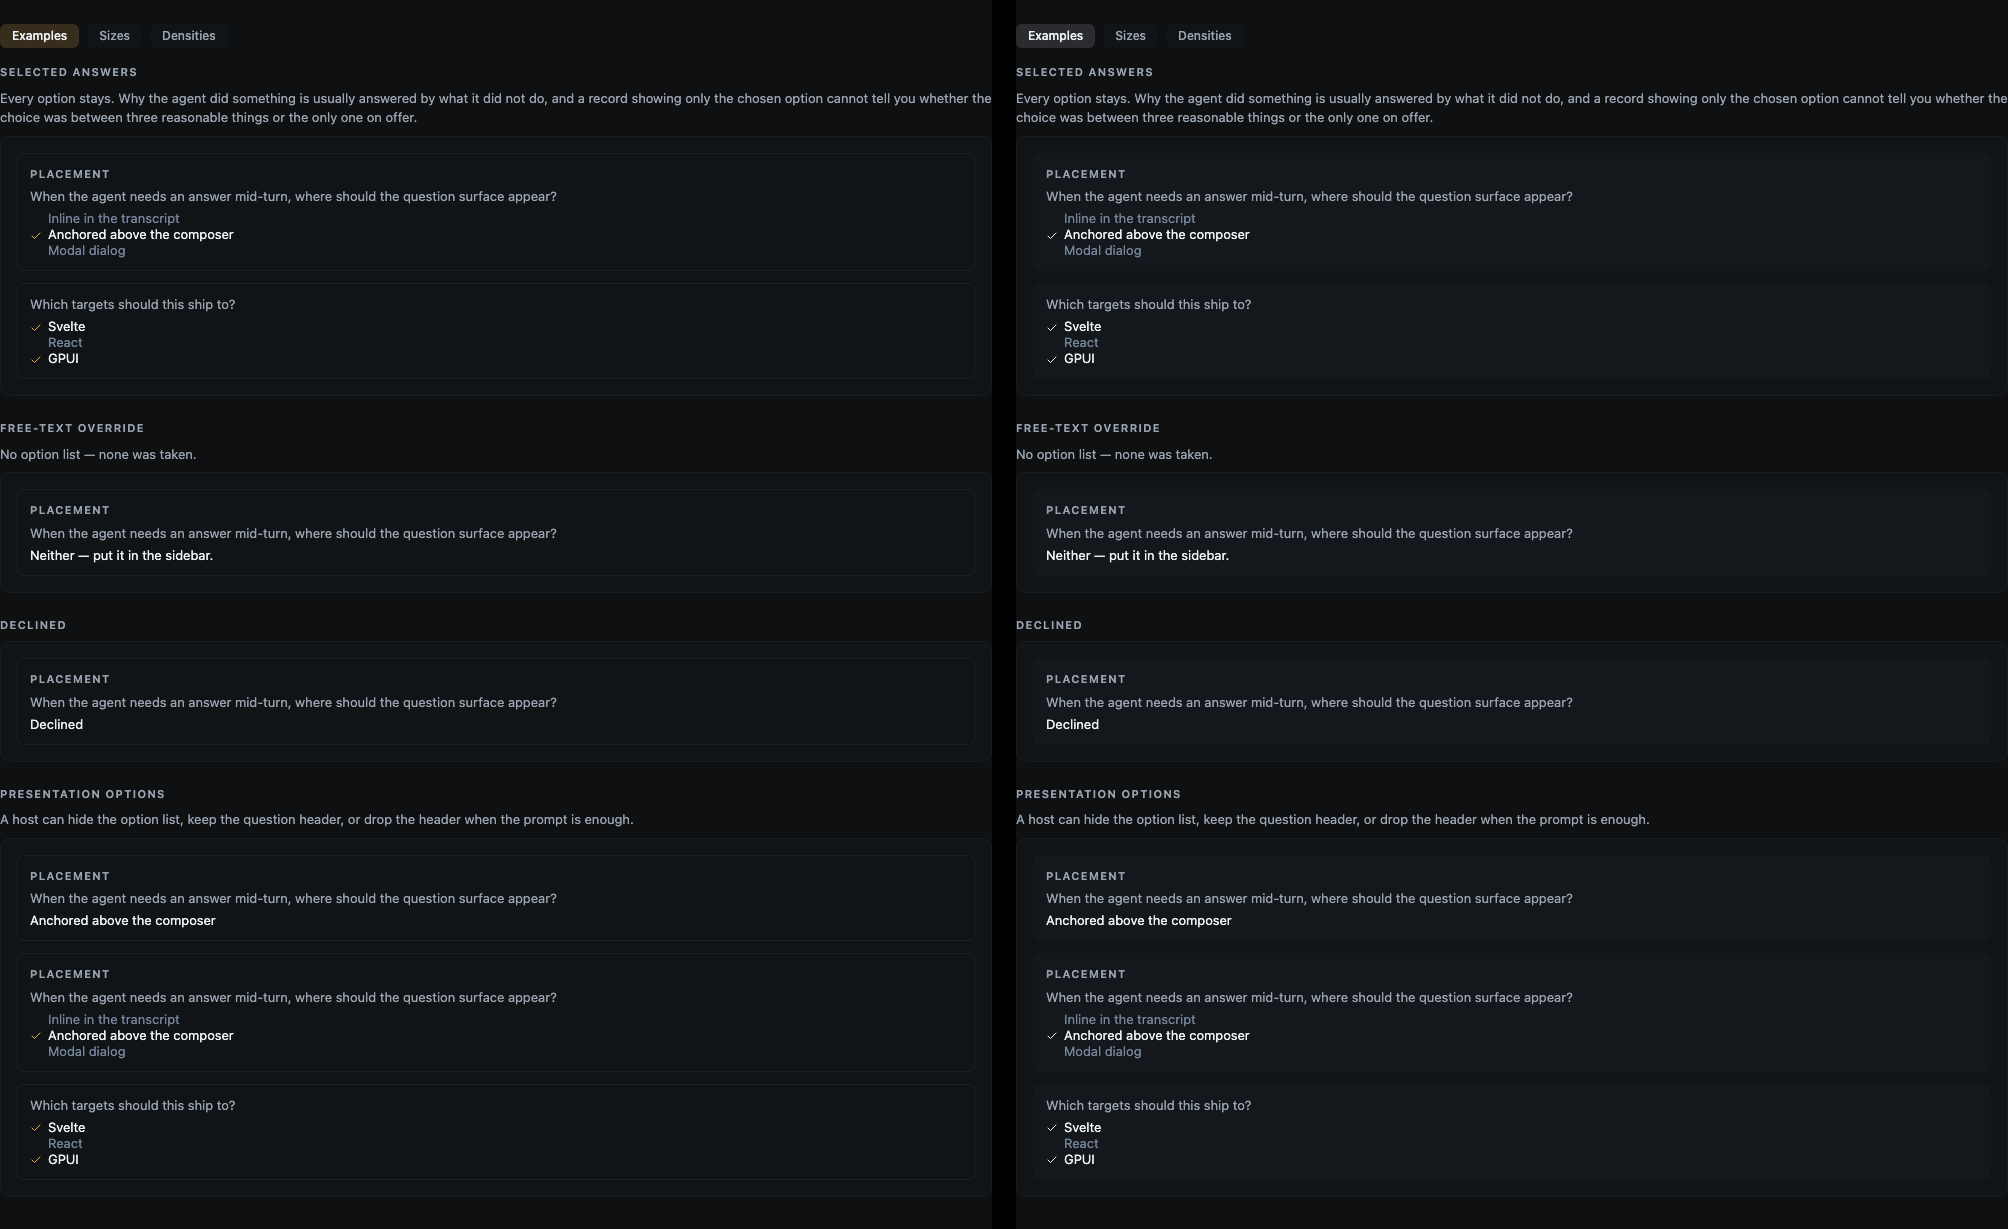 Examples Sizes Densities
SELECTED ANSWERS
Every option stays. Why the agent did something is usually answered by what it did not do, and a record showing only the chosen option cannot tell you whether the
choice was between three reasonable things or the only one on offer.
PLACEMENT
When the agent needs an answer mid-turn, where should the question surface appear?
Inline in the transcript
Anchored above the composer
Modal dialog
Which targets should this ship to?
Svelte
React
GPUI
FREE-TEXT OVERRIDE
No option list — none was taken.
PLACEMENT
When the agent needs an answer mid-turn, where should the question surface appear?
Neither — put it in the sidebar.
DECLINED
PLACEMENT
When the agent needs an answer mid-turn, where should the question surface appear?
Declined
PRESENTATION OPTIONS
A host can hide the option list, keep the question header, or drop the header when the prompt is enough.
PLACEMENT
When the agent needs an answer mid-turn, where should the question surface appear?
Anchored above the composer
PLACEMENT
When the agent needs an answer mid-turn, where should the question surface appear?
Inline in the transcript
Anchored above the composer
Modal dialog
Which targets should this ship to?
Svelte
React
GPUI
Examples Sizes Densities
SELECTED ANSWERS
Every option stays. Why the agent did something is usually answered by what it did not do, and a record showing only the chosen option cannot tell you whether the
choice was between three reasonable things or the only one on offer.
PLACEMENT
When the agent needs an answer mid-turn, where should the question surface appear?
Inline in the transcript
Anchored above the composer
Modal dialog
Which targets should this ship to?
Svelte
React
GPUI
FREE-TEXT OVERRIDE
No option list — none was taken.
PLACEMENT
When the agent needs an answer mid-turn, where should the question surface appear?
Neither — put it in the sidebar.
DECLINED
PLACEMENT
When the agent needs an answer mid-turn, where should the question surface appear?
Declined
PRESENTATION OPTIONS
A host can hide the option list, keep the question header, or drop the header when the prompt is enough.
PLACEMENT
When the agent needs an answer mid-turn, where should the question surface appear?
Anchored above the composer
PLACEMENT
When the agent needs an answer mid-turn, where should the question surface appear?
Inline in the transcript
Anchored above the composer
Modal dialog
Which targets should this ship to?
Svelte
React
GPUI